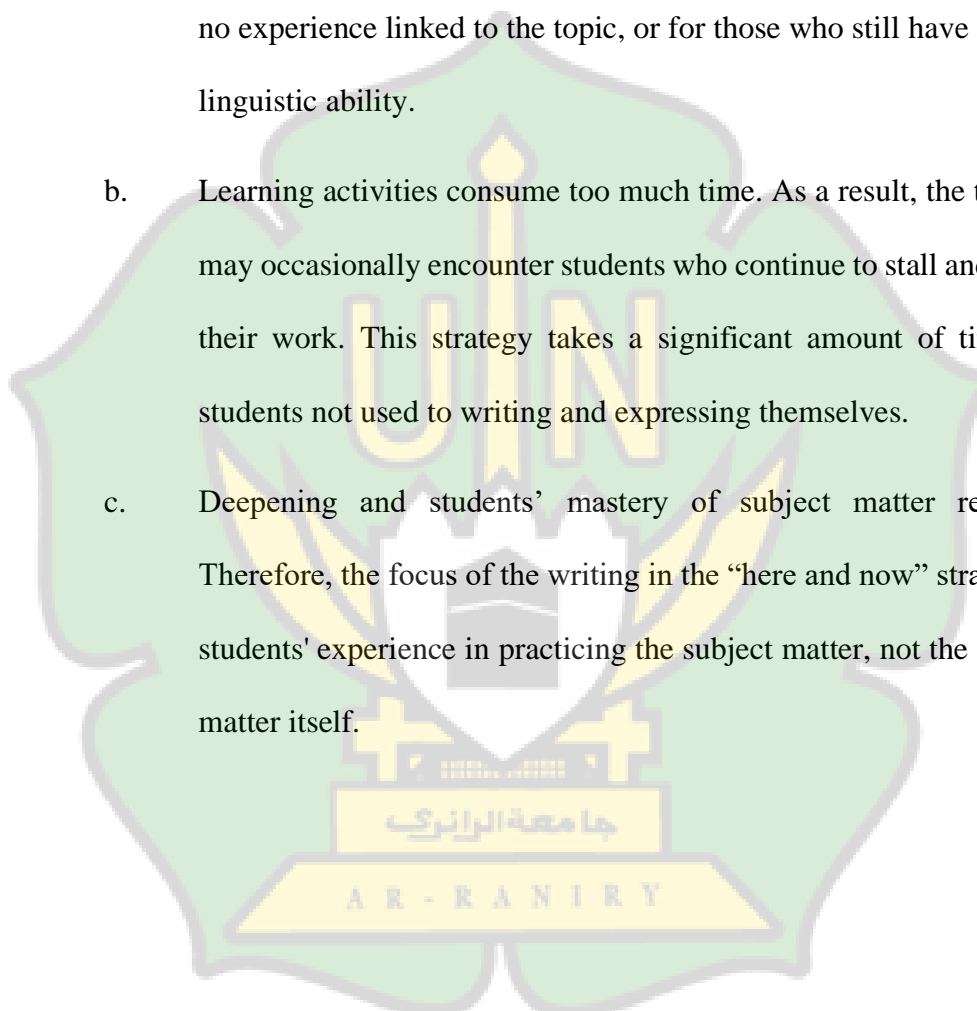 no experience linked to the topic, or for those who still have
linguistic ability.
b. Learning activities consume too much time. As a result, the
may occasionally encounter students who continue to stall
their work. This strategy takes a significant amount of
students not used to writing and expressing themselves.
c. Deepening and students’ mastery of subject matter
Therefore, the focus of the writing in the “here and now”
students' experience in practicing the subject matter, not the
matter itself.
UIN
جامعة الرانري
AR-RANIRY